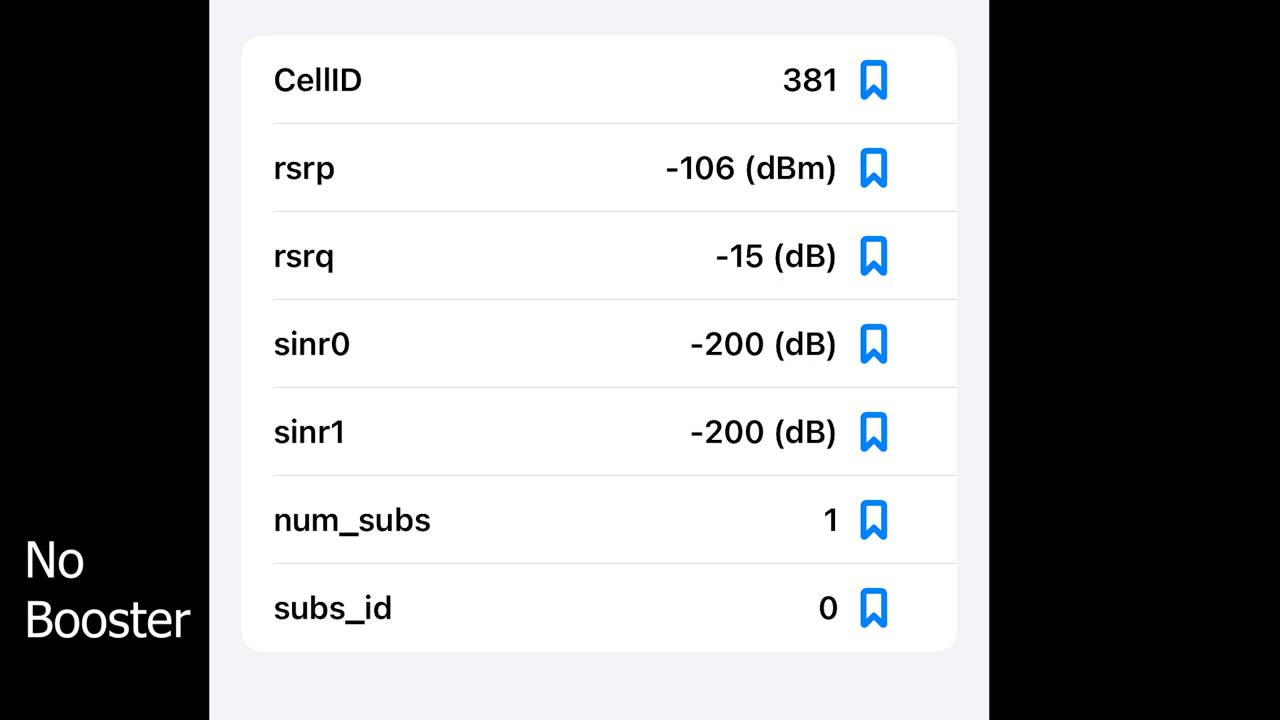 CellID 381
rsrp -106 (dBm)
rsrq -15 (dB)
sinr0 -200 (dB)
sinr1 -200 (dB)
num_subs 1
subs_id 0
No
Booster